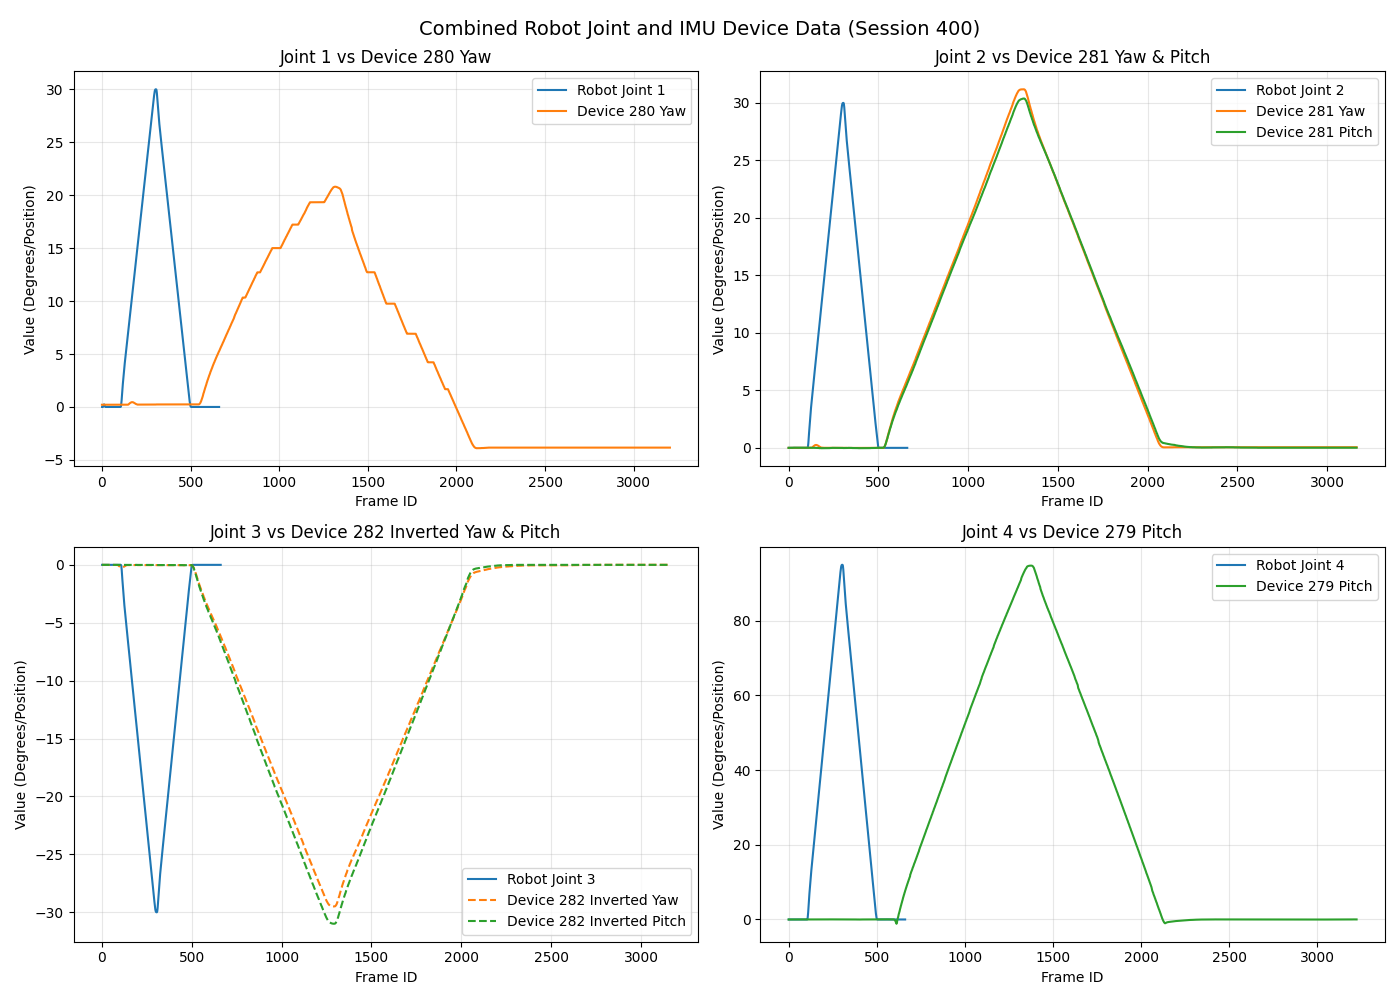 Combined Robot Joint and IMU Device Data (Session 400)
Joint 1 vs Device 280 Yaw
30
25
20
15
10
5
0
−5
Value (Degrees/Position)
Robot Joint 1
Device 280 Yaw
0 500 1000 1500 2000 2500 3000
Frame ID
Joint 2 vs Device 281 Yaw & Pitch
30
25
20
15
10
5
0
Value (Degrees/Position)
Robot Joint 2
Device 281 Yaw
Device 281 Pitch
0 500 1000 1500 2000 2500 3000
Frame ID
Joint 3 vs Device 282 Inverted Yaw & Pitch
0
−5
−10
−15
−20
−25
−30
Value (Degrees/Position)
Robot Joint 3
Device 282 Inverted Yaw
Device 282 Inverted Pitch
0 500 1000 1500 2000 2500 3000
Frame ID
Joint 4 vs Device 279 Pitch
80
60
40
20
0
Value (Degrees/Position)
Robot Joint 4
Device 279 Pitch
0 500 1000 1500 2000 2500 3000
Frame ID